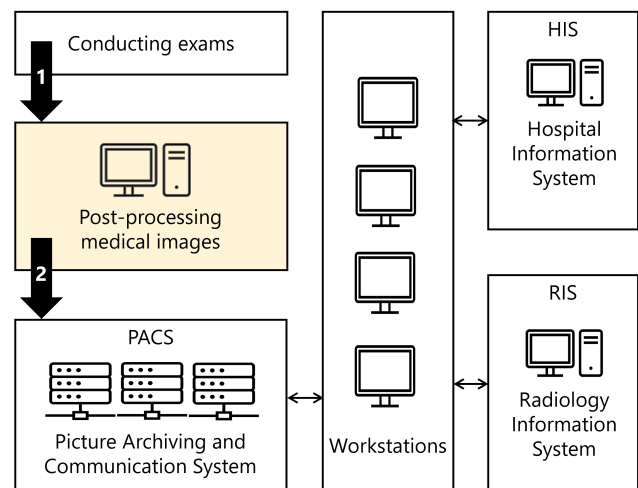 Conducting exams
1
Post-processing
medical images
2
PACS
Picture Archiving and
Communication System
Workstations
HIS
Hospital
Information
System
RIS
Radiology
Information
System